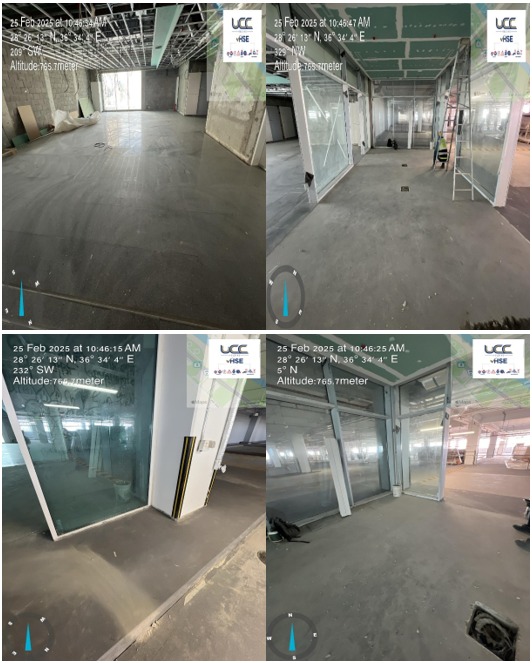 25 Feb 2025 at 10:46:34 AM
28° 26' 13" N, 36° 34' 4" E
209° SW
Altitude:765.7meter
UCC
vHSE
25 Feb 2025 at 10:46:47 AM
28° 26' 13" N, 36° 34' 4" E
329° NW
Altitude:765.7meter
UCC
vHSE
25 Feb 2025 at 10:46:15 AM
28° 26' 13" N, 36° 34' 4" E
232° SW
UCC
vHSE
25 Feb 2025 at 10:46:25 AM
28° 26' 13" N, 36° 34' 4" E
5° N
Altitude:765.7meter
UCC
vHSE